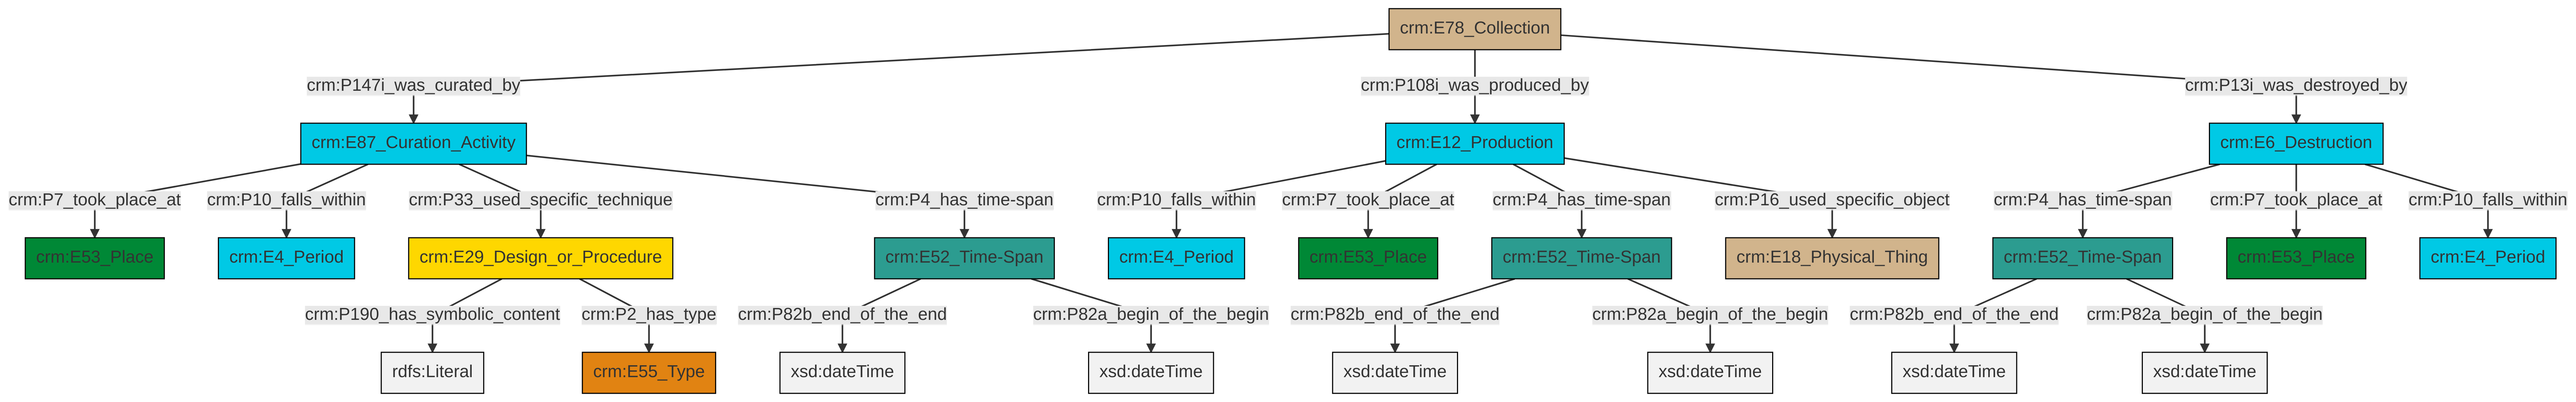 crm:E78_Collection
crm:P147i_was_curated_by
crm:P108i_was_produced_by
crm:P13i_was_destroyed_by
crm:E87_Curation_Activity
crm:E12_Production
crm:E6_Destruction
crm:P7_took_place_at
crm:P10_falls_within
crm:P33_used_specific_technique
crm:P4_has_time-span
crm:P10_falls_within
crm:P7_took_place_at
crm:P4_has_time-span
crm:P16_used_specific_object
crm:P4_has_time-span
crm:P7_took_place_at
crm:P10_falls_within
crm:E53_Place
crm:E4_Period
crm:E29_Design_or_Procedure
crm:E52_Time-Span
crm:E4_Period
crm:E53_Place
crm:E52_Time-Span
crm:E18_Physical_Thing
crm:E52_Time-Span
crm:E53_Place
crm:E4_Period
crm:P190_has_symbolic_content
crm:P2_has_type
crm:P82b_end_of_the_end
crm:P82a_begin_of_the_begin
crm:P82b_end_of_the_end
crm:P82a_begin_of_the_begin
crm:P82b_end_of_the_end
crm:P82a_begin_of_the_begin
rdfs:Literal
crm:E55_Type
xsd:dateTime
xsd:dateTime
xsd:dateTime
xsd:dateTime
xsd:dateTime
xsd:dateTime